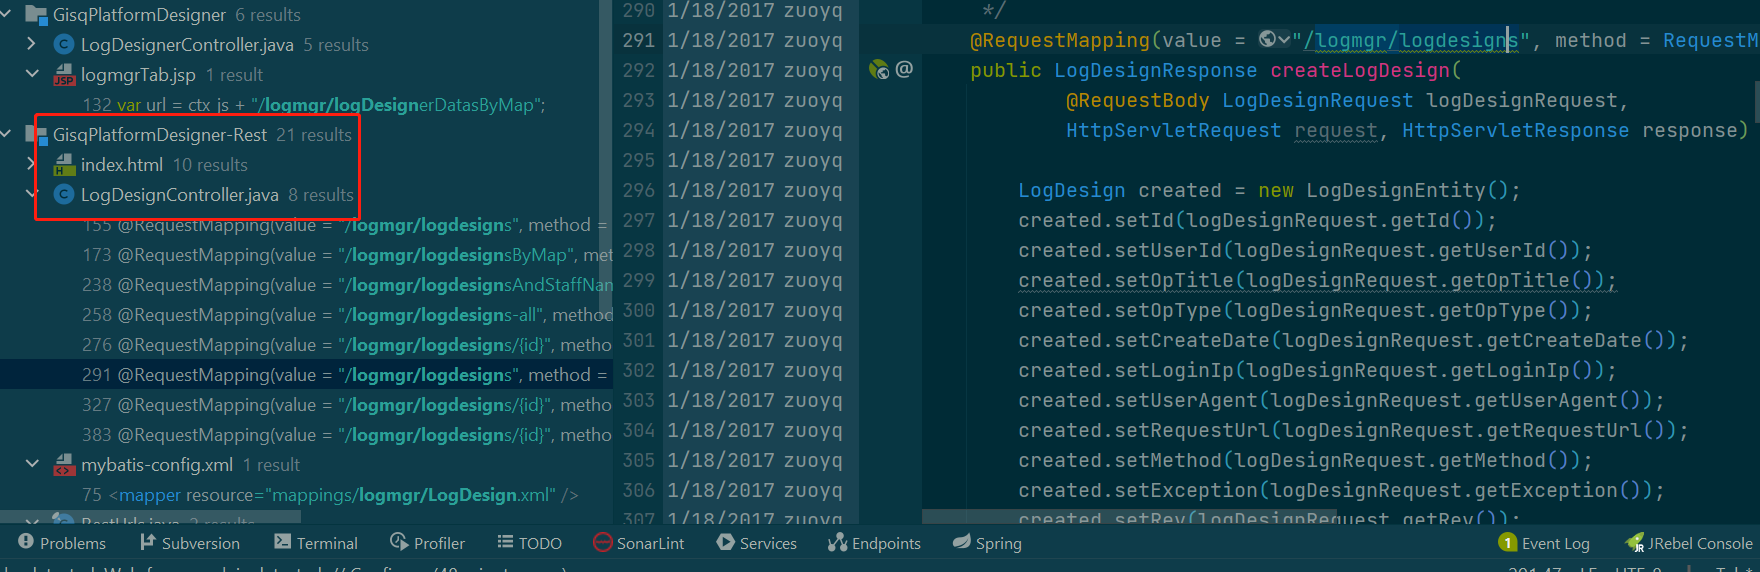 GisqPlatformDesigner 6 results
LogDesignerController.java 5 results
logmgrTab.jsp 1 result
132 var url = ctx js + "/logmgr/logDesignerDatasByMap";
GisqPlatformDesigner-Rest 21 results
index.html 10 results
LogDesignController.java 8 results
155 @RequestMapping(value = "/logmgr/logdesigns", method =
173 @RequestMapping(value = "/logmgr/logdesignsByMap", met
238 @RequestMapping(value = "/logmgr/logdesignsAndStaffNan
258 @RequestMapping(value = "/logmgr/logdesigns-all", method
276 @RequestMapping(value = "/logmgr/logdesigns/{id}", metho
291 @RequestMapping(value = "/logmgr/logdesigns", method =
327 @RequestMapping(value = "/logmgr/logdesigns/{id}", metho
383 @RequestMapping(value = "/logmgr/logdesigns/{id}", metho
mybatis-config.xml 1 result
75 <mapper resource="mappings/logmgr/LogDesign.xml" />
290 1/18/2017 zuoyq */
291 1/18/2017 zuoyq @RequestMapping(value = "/logmgr/logdesigns", method = RequestM
292 1/18/2017 zuoyq @ public LogDesignResponse createLogDesign(
293 1/18/2017 zuoyq @RequestBody LogDesignRequest logDesignRequest,
294 1/18/2017 zuoyq HttpServletRequest request, HttpServletResponse response)
295 1/18/2017 zuoyq
296 1/18/2017 zuoyq LogDesign created = new LogDesignEntity();
297 1/18/2017 zuoyq created.setId(logDesignRequest.getId());
298 1/18/2017 zuoyq created.setUserId(logDesignRequest.getUserId());
299 1/18/2017 zuoyq created.setOpTitle(logDesignRequest.getOpTitle());
300 1/18/2017 zuoyq created.setOpType(logDesignRequest.getOpType());
301 1/18/2017 zuoyq created.setCreateDate(logDesignRequest.getCreateDate());
302 1/18/2017 zuoyq created.setLoginIp(logDesignRequest.getLoginIp());
303 1/18/2017 zuoyq created.setUserAgent(logDesignRequest.getUserAgent());
304 1/18/2017 zuoyq created.setRequestUrl(logDesignRequest.getRequestUrl());
305 1/18/2017 zuoyq created.setMethod(logDesignRequest.getMethod());
306 1/18/2017 zuoyq created.setException(logDesignRequest.getException());
307 1/18/2017 zuoyq created.setRev(logDesignRequest.getRev());
Problems Subversion Terminal Profiler TODO SonarLint Services Endpoints Spring 1 Event Log JRebel Console